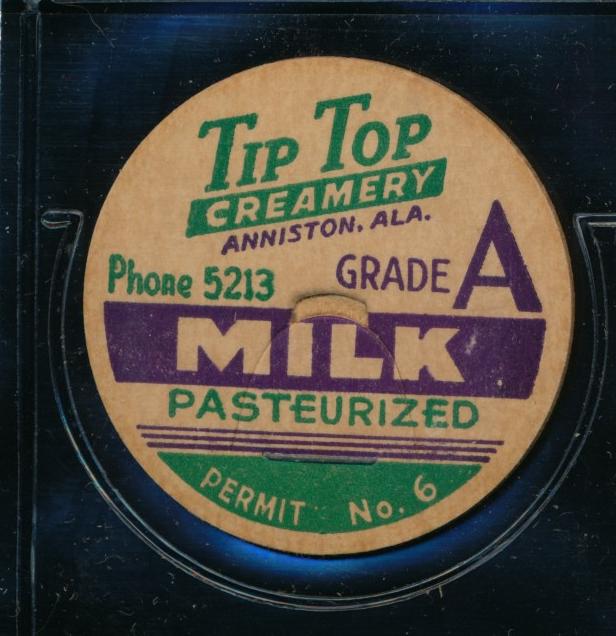 TIP TOP
CREAMERY
ANNISTON, ALA.
Phone 5213
GRADE A
MILK
PASTEURIZED
PERMIT No. 6